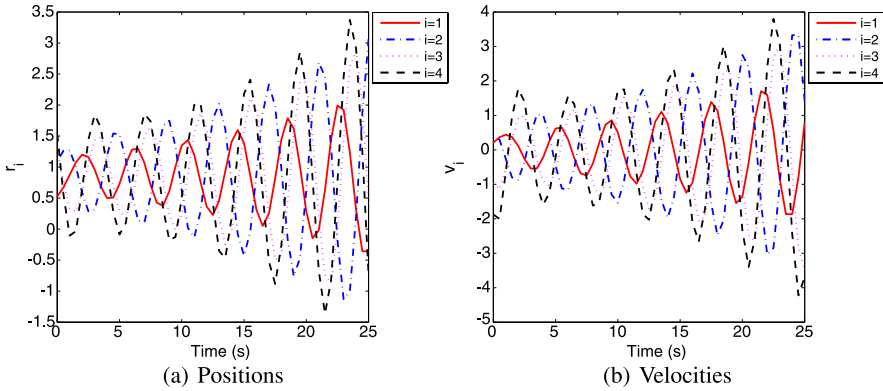 3.5
3
2.5
2
1.5
1
0.5
0
-0.5
-1
-1.5
r_i
0
5
10
15
20
25
Time (s)
i=1
i=2
i=3
i=4
(a) Positions
4
3
2
1
0
-1
-2
-3
-4
-5
v_i
0
5
10
15
20
25
Time (s)
i=1
i=2
i=3
i=4
(b) Velocities